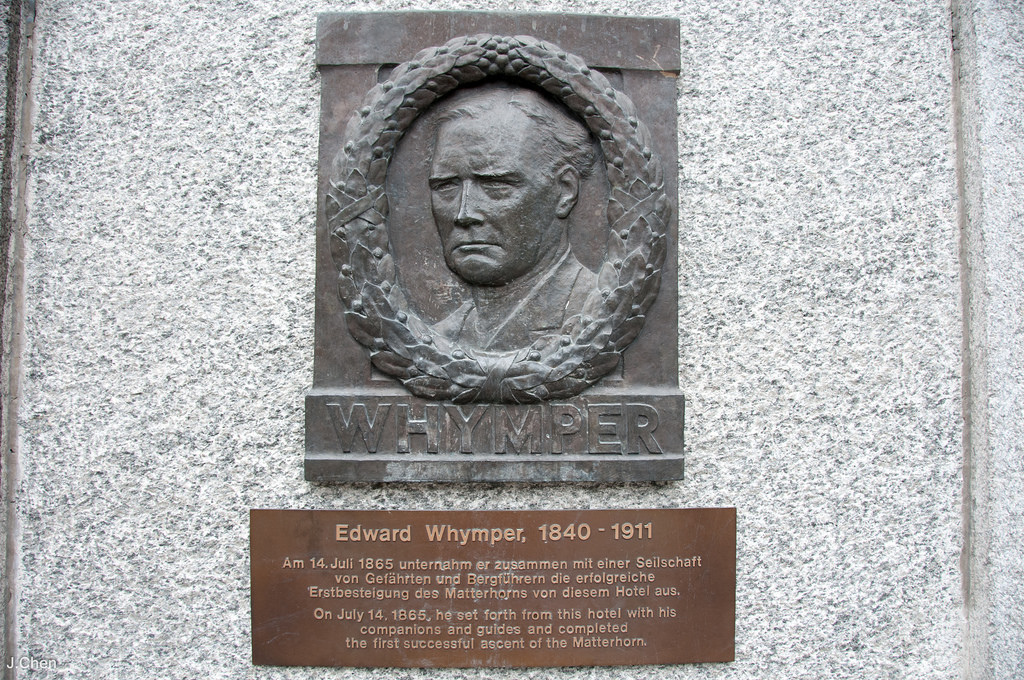 WHYMPER
Edward Whymper, 1840 - 1911
Am 14. Juli 1865 unternahm er zusammen mit einer Seilschaft
von Gefährten und Bergführern die erfolgreiche
Erstbesteigung des Matterhorns von diesem Hotel aus.
On July 14, 1865, he set forth from this hotel with his
companions and guides and completed
the first successful ascent of the Matterhorn.
J.Chen